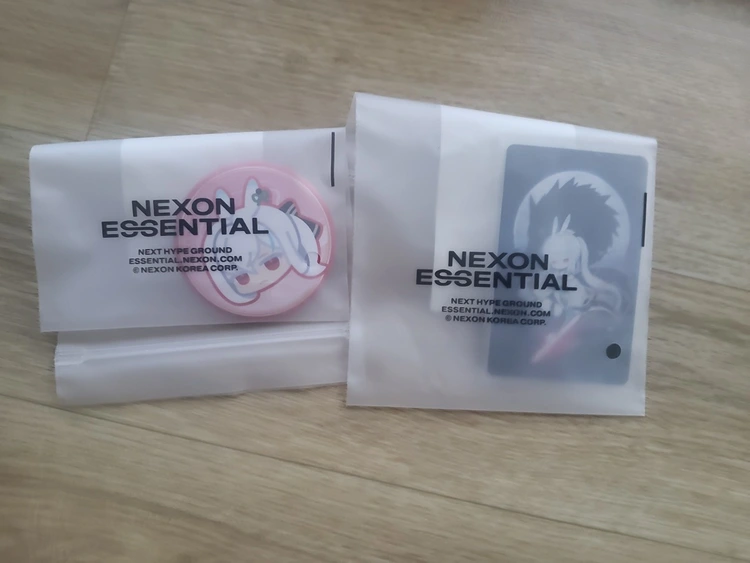 NEXON
ESSENTIAL
NEXT HYPE GROUND
ESSENTIAL.NEXON.COM
© NEXON KOREA CORP.
NEXON
ESSENTIAL
NEXT HYPE GROUND
ESSENTIAL.NEXON.COM
© NEXON KOREA CORP.